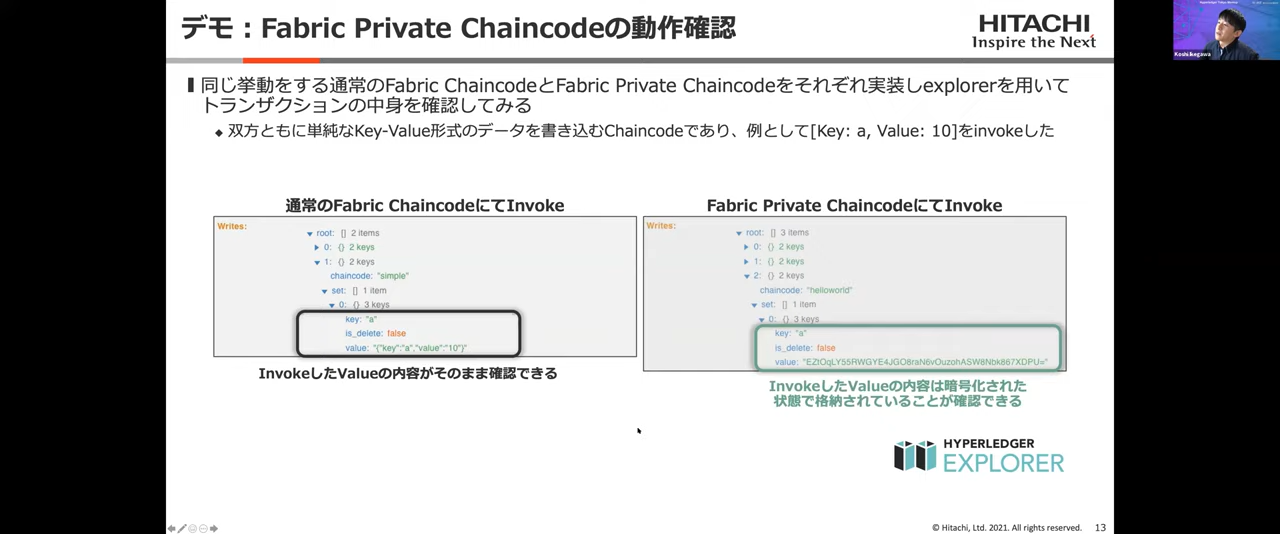 デモ：Fabric Private Chaincodeの動作確認
HITACHI
Inspire the Next
同じ挙動をする通常のFabric ChaincodeとFabric Private Chaincodeをそれぞれ実装しexplorerを用いて
トランザクションの中身を確認してみる
双方ともに単純なKey-Value形式のデータを書き込むChaincodeであり、例として[Key: a, Value: 10]をinvokeした
通常のFabric ChaincodeにてInvoke
Writes:
root: [] 2 items
0: {} 2 keys
1: {} 2 keys
chaincode: "simple"
set: [] 1 item
0: {} 3 keys
key: "a"
is_delete: false
value: "{"key":"a","value":"10"}"
InvokeしたValueの内容がそのまま確認できる
Fabric Private ChaincodeにてInvoke
Writes:
root: [] 3 items
0: {} 2 keys
1: {} 2 keys
2: {} 2 keys
chaincode: "helloworld"
set: [] 1 item
0: {} 3 keys
key: "a"
is_delete: false
value: "EZtOqLY55RWGYE4JGO8raN6vOuzohASW8Nbk867XDPU="
InvokeしたValueの内容は暗号化された
状態で格納されていることが確認できる
HYPERLEDGER
EXPLORER
© Hitachi, Ltd. 2021. All rights reserved.
13
Koshi Ikegawa